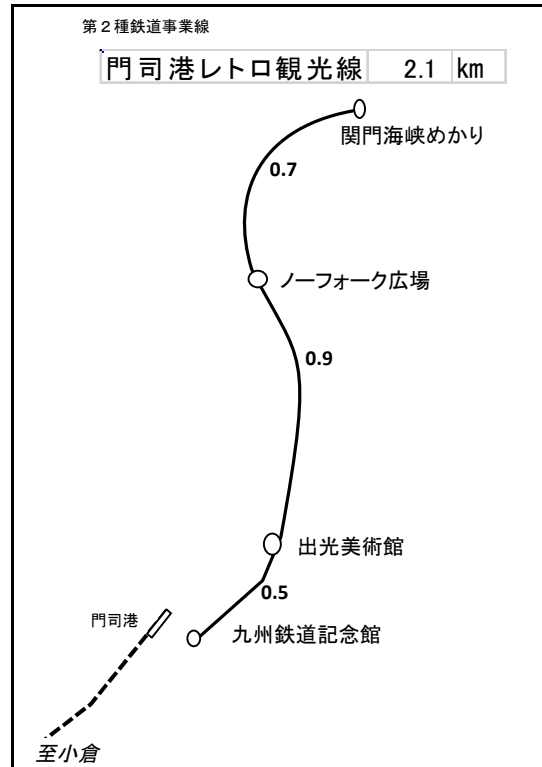 第２種鉄道事業線
門司港レトロ観光線 2.1 km
関門海峡めかり
0.7
ノーフォーク広場
0.9
出光美術館
0.5
門司港
九州鉄道記念館
至小倉